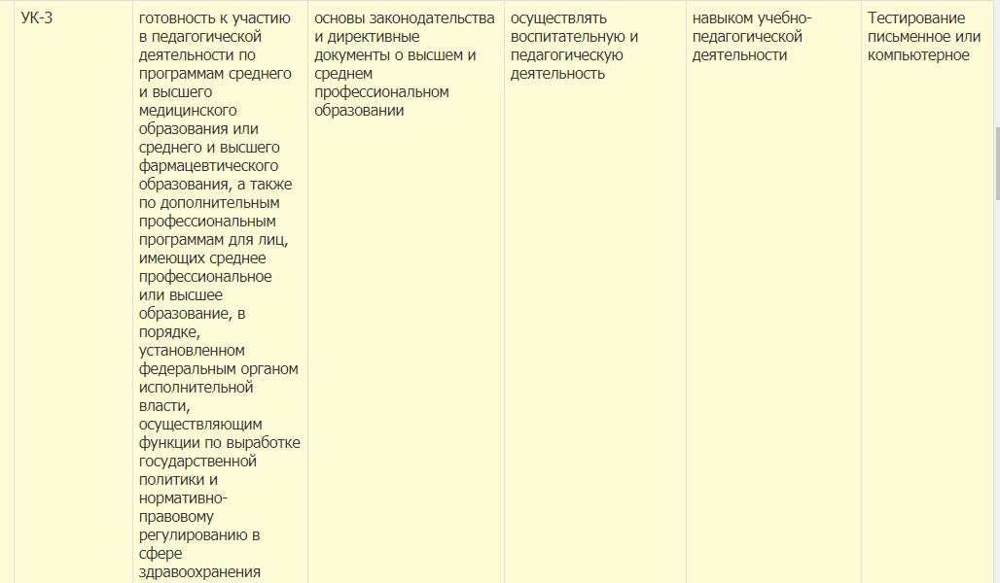 УК-3
готовность к участию
в педагогической
деятельности по
программам среднего
и высшего
медицинского
образования или
среднего и высшего
фармацевтического
образования, а также
по дополнительным
профессиональным
программам для лиц,
имеющих среднее
профессиональное
или высшее
образование, в
порядке,
установленном
федеральным органом
исполнительной
власти,
осуществляющим
функции по выработке
государственной
политики и
нормативно-
правовому
регулированию в
сфере
здравоохранения
основы законодательства
и директивные
документы о высшем и
среднем
профессиональном
образовании
осуществлять
воспитательную и
педагогическую
деятельность
навыком учебно-
педагогической
деятельности
Тестирование
письменное или
компьютерное